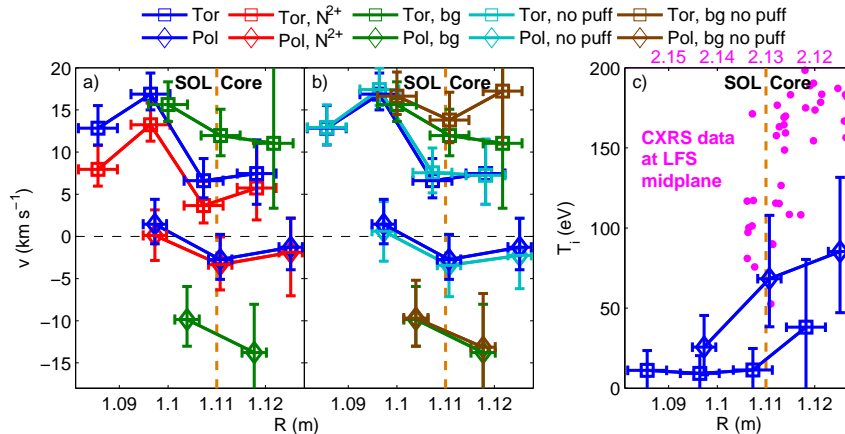 Tor Tor, N²⁺ Tor, bg Tor, no puff Tor, bg no puff
Pol Pol, N²⁺ Pol, bg Pol, no puff Pol, bg no puff
2.15 2.14 2.13 2.12
20 200
a) SOL Core b) SOL Core c) SOL Core
15 150
CXRS data
at LFS
midplane
10
5
v (km s⁻¹)
0
Tᵢ (eV)
100
−5
50
−10
−15
0
1.09 1.1 1.11 1.12 1.09 1.1 1.11 1.12 1.09 1.1 1.11 1.12
R (m) R (m) R (m)